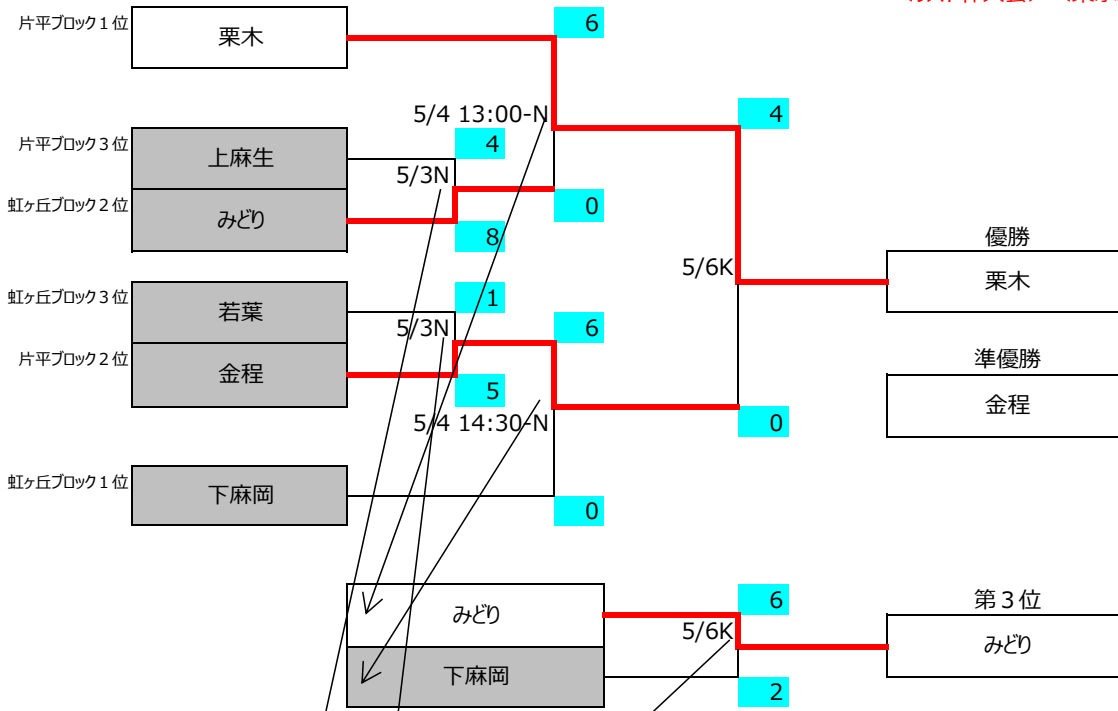 片平ブロック1位
栗木
6
5/4 13:00-N
4
片平ブロック3位
上麻生
4
5/3N
虹ヶ丘ブロック2位
みどり
0
8
優勝
5/6K
栗木
虹ヶ丘ブロック3位
若葉
1
5/3N
6
片平ブロック2位
金程
準優勝
5
金程
5/4 14:30-N
0
虹ヶ丘ブロック1位
下麻岡
0
みどり
6
第3位
5/6K
みどり
下麻岡
2